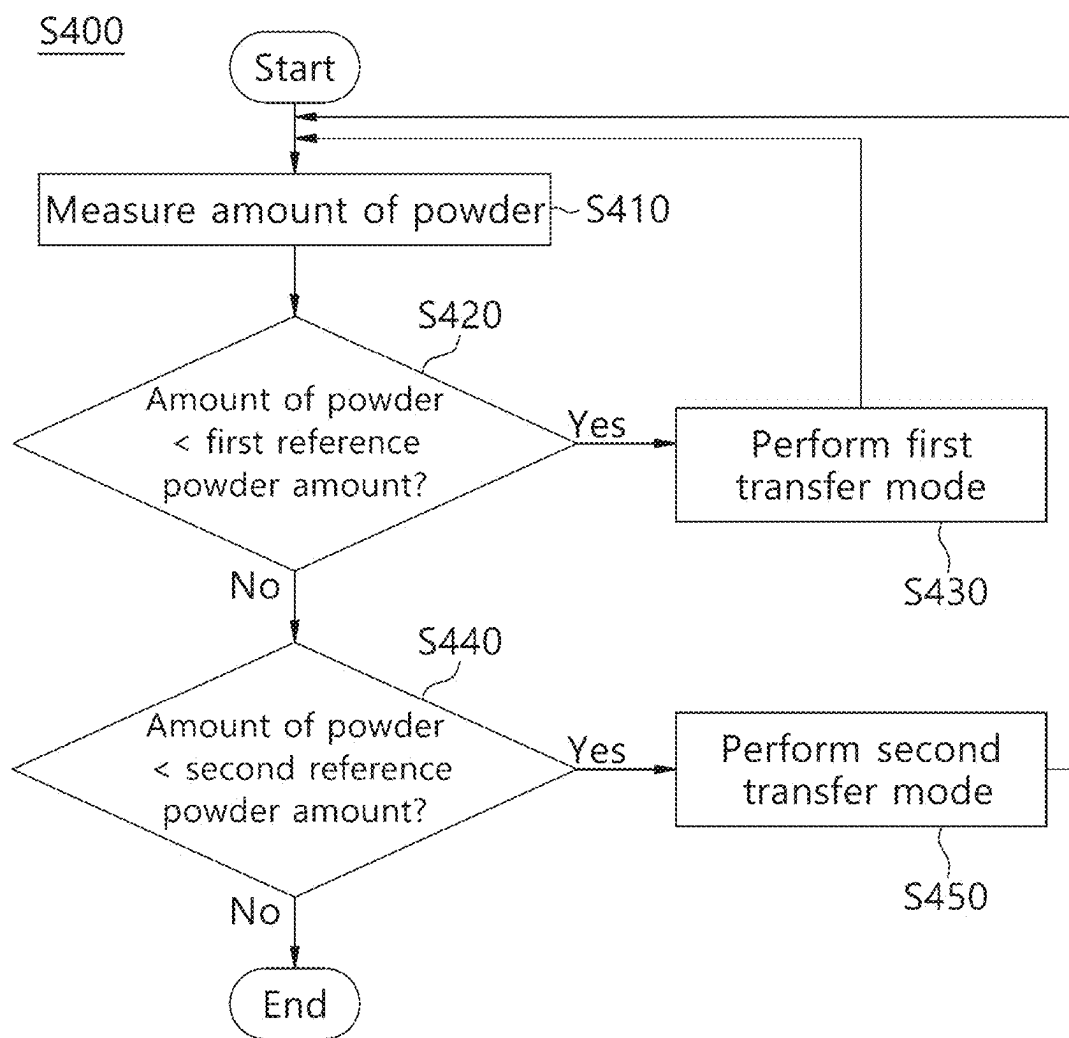 S400
Start
Measure amount of powder
S410
S420
Amount of powder
< first reference
powder amount?
Yes
Perform first
transfer mode
S430
No
S440
Amount of powder
< second reference
powder amount?
Yes
Perform second
transfer mode
S450
No
End